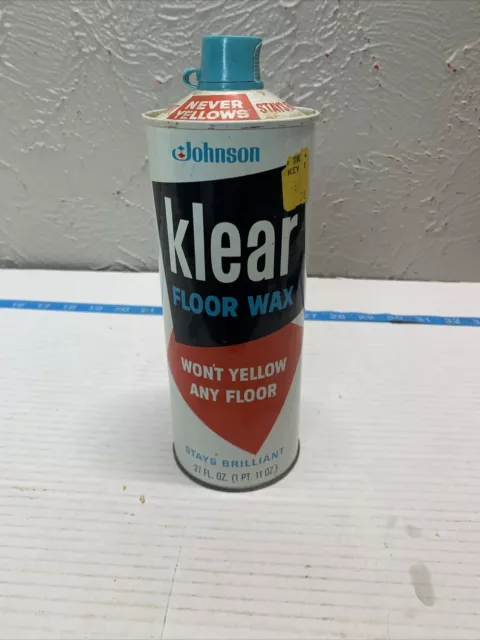 NEVER
YELLOWS
STAYS
Johnson
klear
FLOOR WAX
WON'T YELLOW
ANY FLOOR
STAYS BRILLIANT
27 FL. OZ. (1 PT. 11 OZ.)